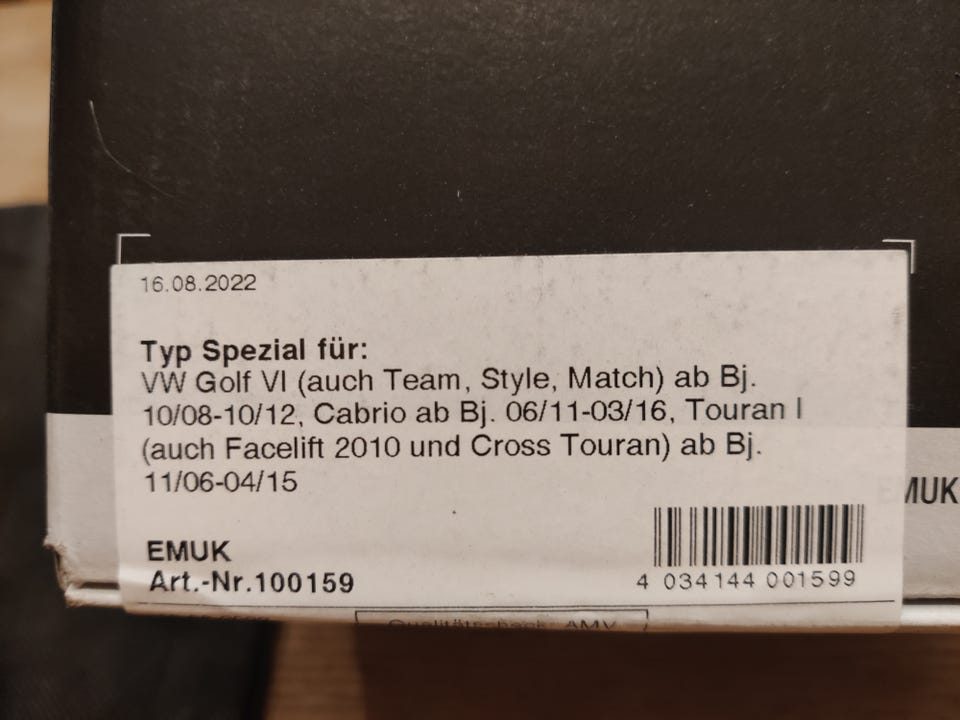 16.08.2022
Typ Spezial für:
VW Golf VI (auch Team, Style, Match) ab Bj.
10/08-10/12, Cabrio ab Bj. 06/11-03/16, Touran I
(auch Facelift 2010 und Cross Touran) ab Bj.
11/06-04/15
EMUK
Art.-Nr.100159
4 034144 001599
MUK